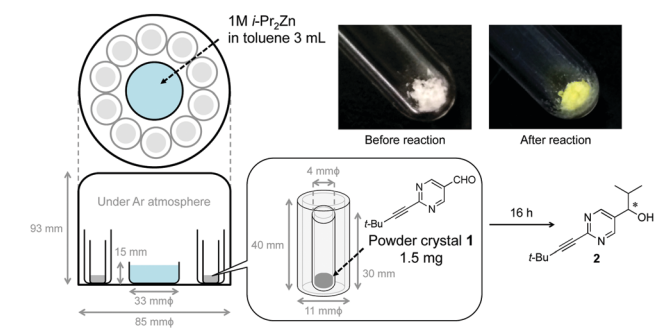 1M i-Pr2Zn
in toluene 3 mL
Before reaction
After reaction
Under Ar atmosphere
93 mm
15 mm
33 mmϕ
85 mmϕ
4 mmϕ
40 mm
30 mm
11 mmϕ
CHO
N
N
t-Bu
Powder crystal 1
1.5 mg
16 h
*
OH
N
N
t-Bu
2